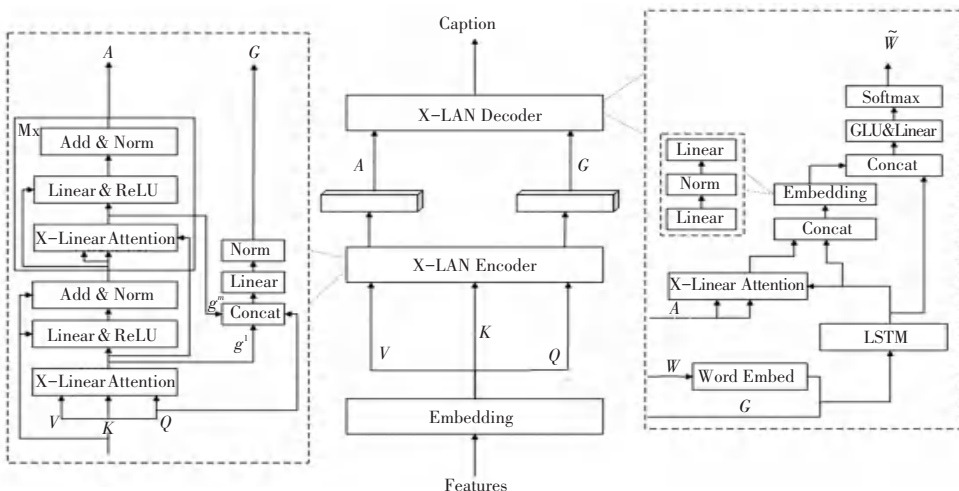 A
G
Mx
Add & Norm
Linear & ReLU
X-Linear Attention
Norm
Linear
Concat
g^m
g^1
Add & Norm
Linear & ReLU
X-Linear Attention
V
K
Q
Caption
X-LAN Decoder
A
G
X-LAN Encoder
V
K
Q
Embedding
Features
W̃
Softmax
GLU&Linear
Concat
Linear
Norm
Linear
Embedding
Concat
X-Linear Attention
A
LSTM
W
Word Embed
G